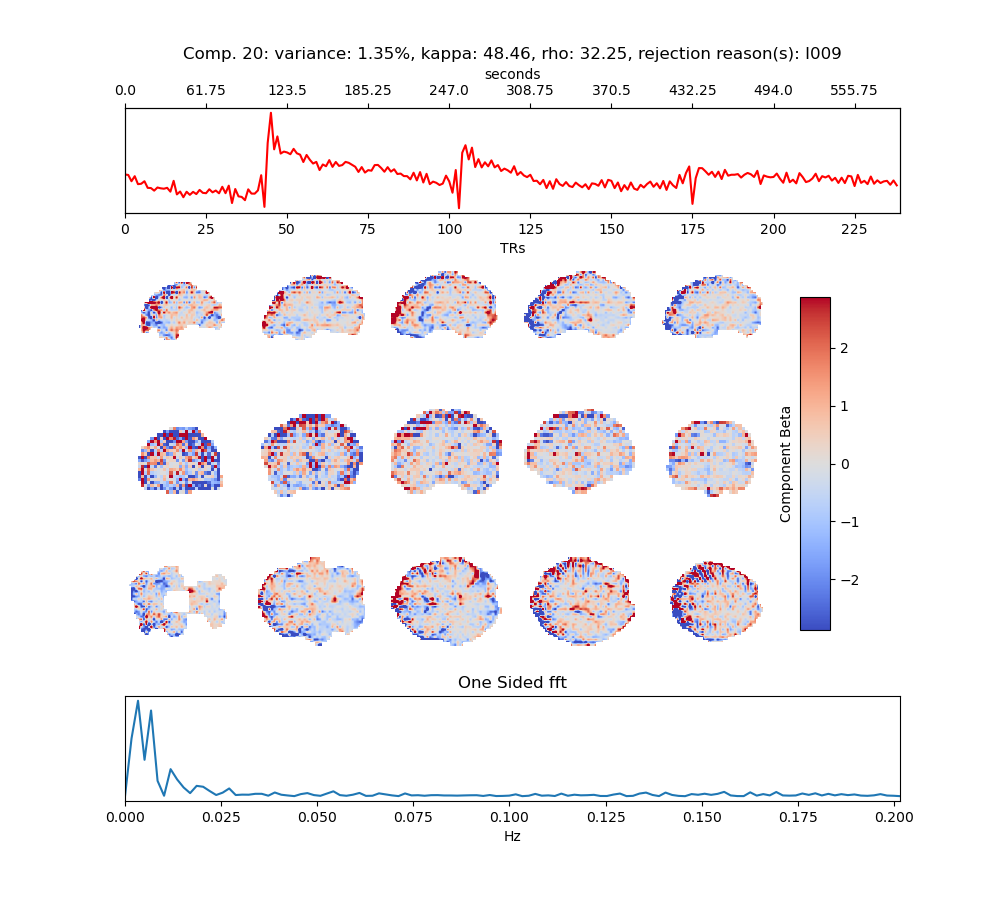 Comp. 20: variance: 1.35%, kappa: 48.46, rho: 32.25, rejection reason(s): I009
seconds
0.0 61.75 123.5 185.25 247.0 308.75 370.5 432.25 494.0 555.75
0 25 50 75 100 125 150 175 200 225
TRs
2
1
0
−1
−2
Component Beta
One Sided fft
0.000 0.025 0.050 0.075 0.100 0.125 0.150 0.175 0.200
Hz